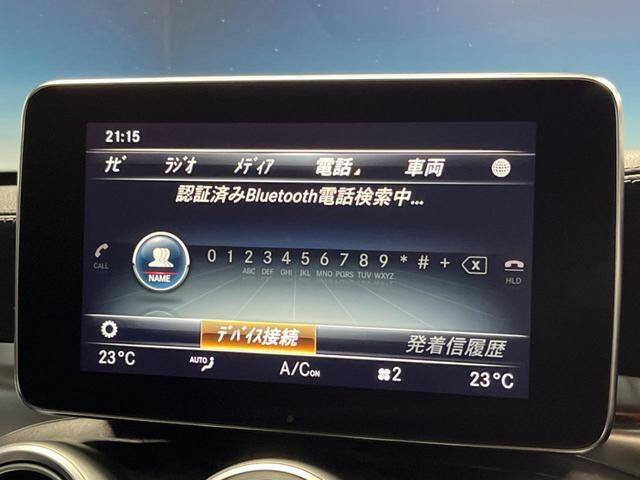 21:15
ナビ ラジオ メディア 電話 車両
認証済みBluetooth電話検索中...
0 1 2 3 4 5 6 7 8 9 * # +
ABC DEF GHI JKL MNO PQRS TUV WXYZ
CALL NAME HLD
デバイス接続 発着信履歴
23°C AUTO A/C ON 2 23°C